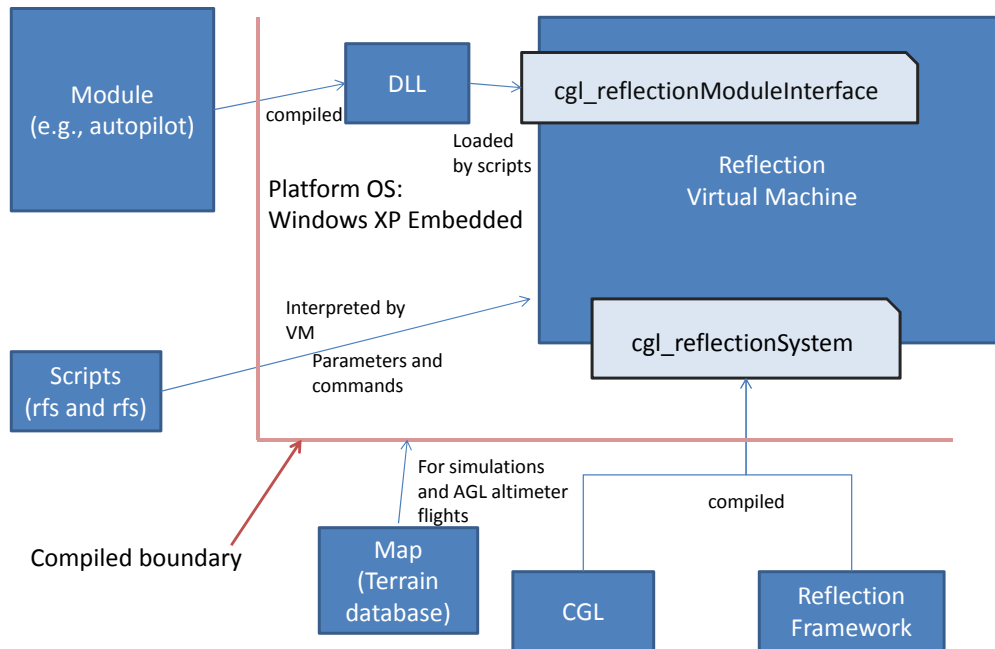 Module
(e.g., autopilot)
compiled
DLL
Loaded
by scripts
cgl_reflectionModuleInterface
Reflection
Virtual Machine
Platform OS:
Windows XP Embedded
Interpreted by
VM
Parameters and
commands
Scripts
(rfs and rfs)
cgl_reflectionSystem
Compiled boundary
For simulations
and AGL altimeter
flights
Map
(Terrain
database)
compiled
CGL
Reflection
Framework